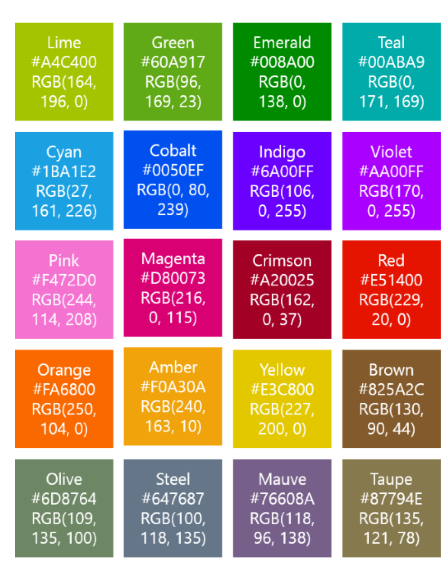 Lime
#A4C400
RGB(164,
196, 0)
Green
#60A917
RGB(96,
169, 23)
Emerald
#008A00
RGB(0,
138, 0)
Teal
#00ABA9
RGB(0,
171, 169)
Cyan
#1BA1E2
RGB(27,
161, 226)
Cobalt
#0050EF
RGB(0, 80,
239)
Indigo
#6A00FF
RGB(106,
0, 255)
Violet
#AA00FF
RGB(170,
0, 255)
Pink
#F472D0
RGB(244,
114, 208)
Magenta
#D80073
RGB(216,
0, 115)
Crimson
#A20025
RGB(162,
0, 37)
Red
#E51400
RGB(229,
20, 0)
Orange
#FA6800
RGB(250,
104, 0)
Amber
#F0A30A
RGB(240,
163, 10)
Yellow
#E3C800
RGB(227,
200, 0)
Brown
#825A2C
RGB(130,
90, 44)
Olive
#6D8764
RGB(109,
135, 100)
Steel
#647687
RGB(100,
118, 135)
Mauve
#76608A
RGB(118,
96, 138)
Taupe
#87794E
RGB(135,
121, 78)